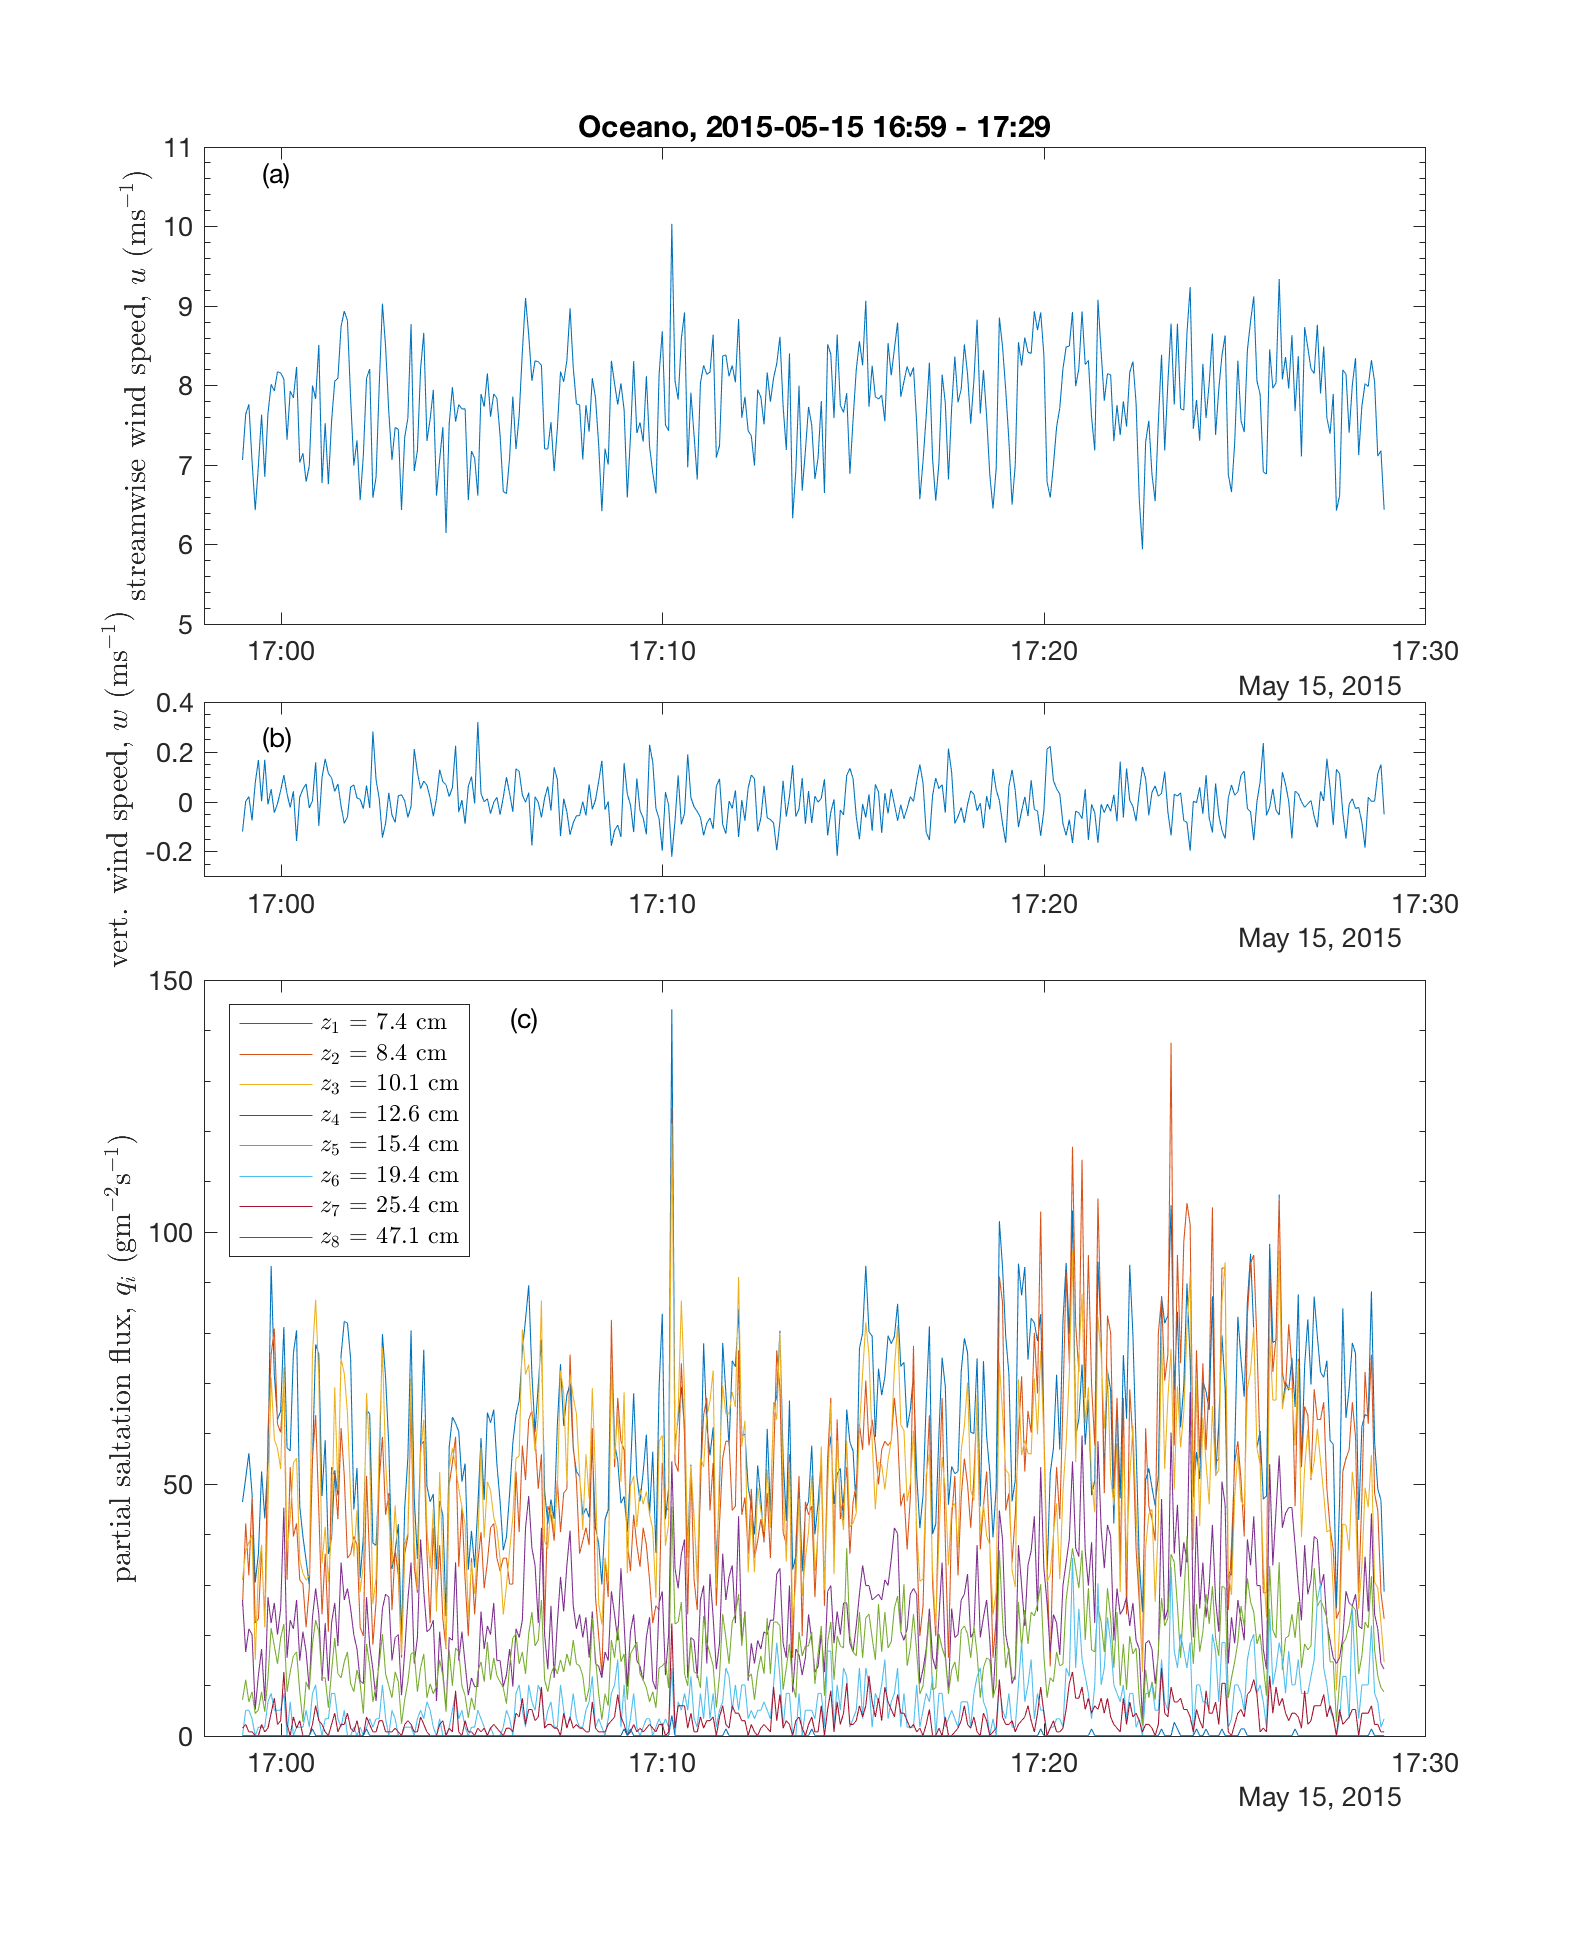 Oceano, 2015-05-15 16:59 - 17:29
(a)
streamwise wind speed, u (ms⁻¹)
11
10
9
8
7
6
5
17:00 17:10 17:20 17:30
May 15, 2015
(b)
vert. wind speed, w (ms⁻¹)
0.4
0.2
0
-0.2
17:00 17:10 17:20 17:30
May 15, 2015
(c)
partial saltation flux, qᵢ (gm⁻²s⁻¹)
150
100
50
0
z₁ = 7.4 cm
z₂ = 8.4 cm
z₃ = 10.1 cm
z₄ = 12.6 cm
z₅ = 15.4 cm
z₆ = 19.4 cm
z₇ = 25.4 cm
z₈ = 47.1 cm
17:00 17:10 17:20 17:30
May 15, 2015